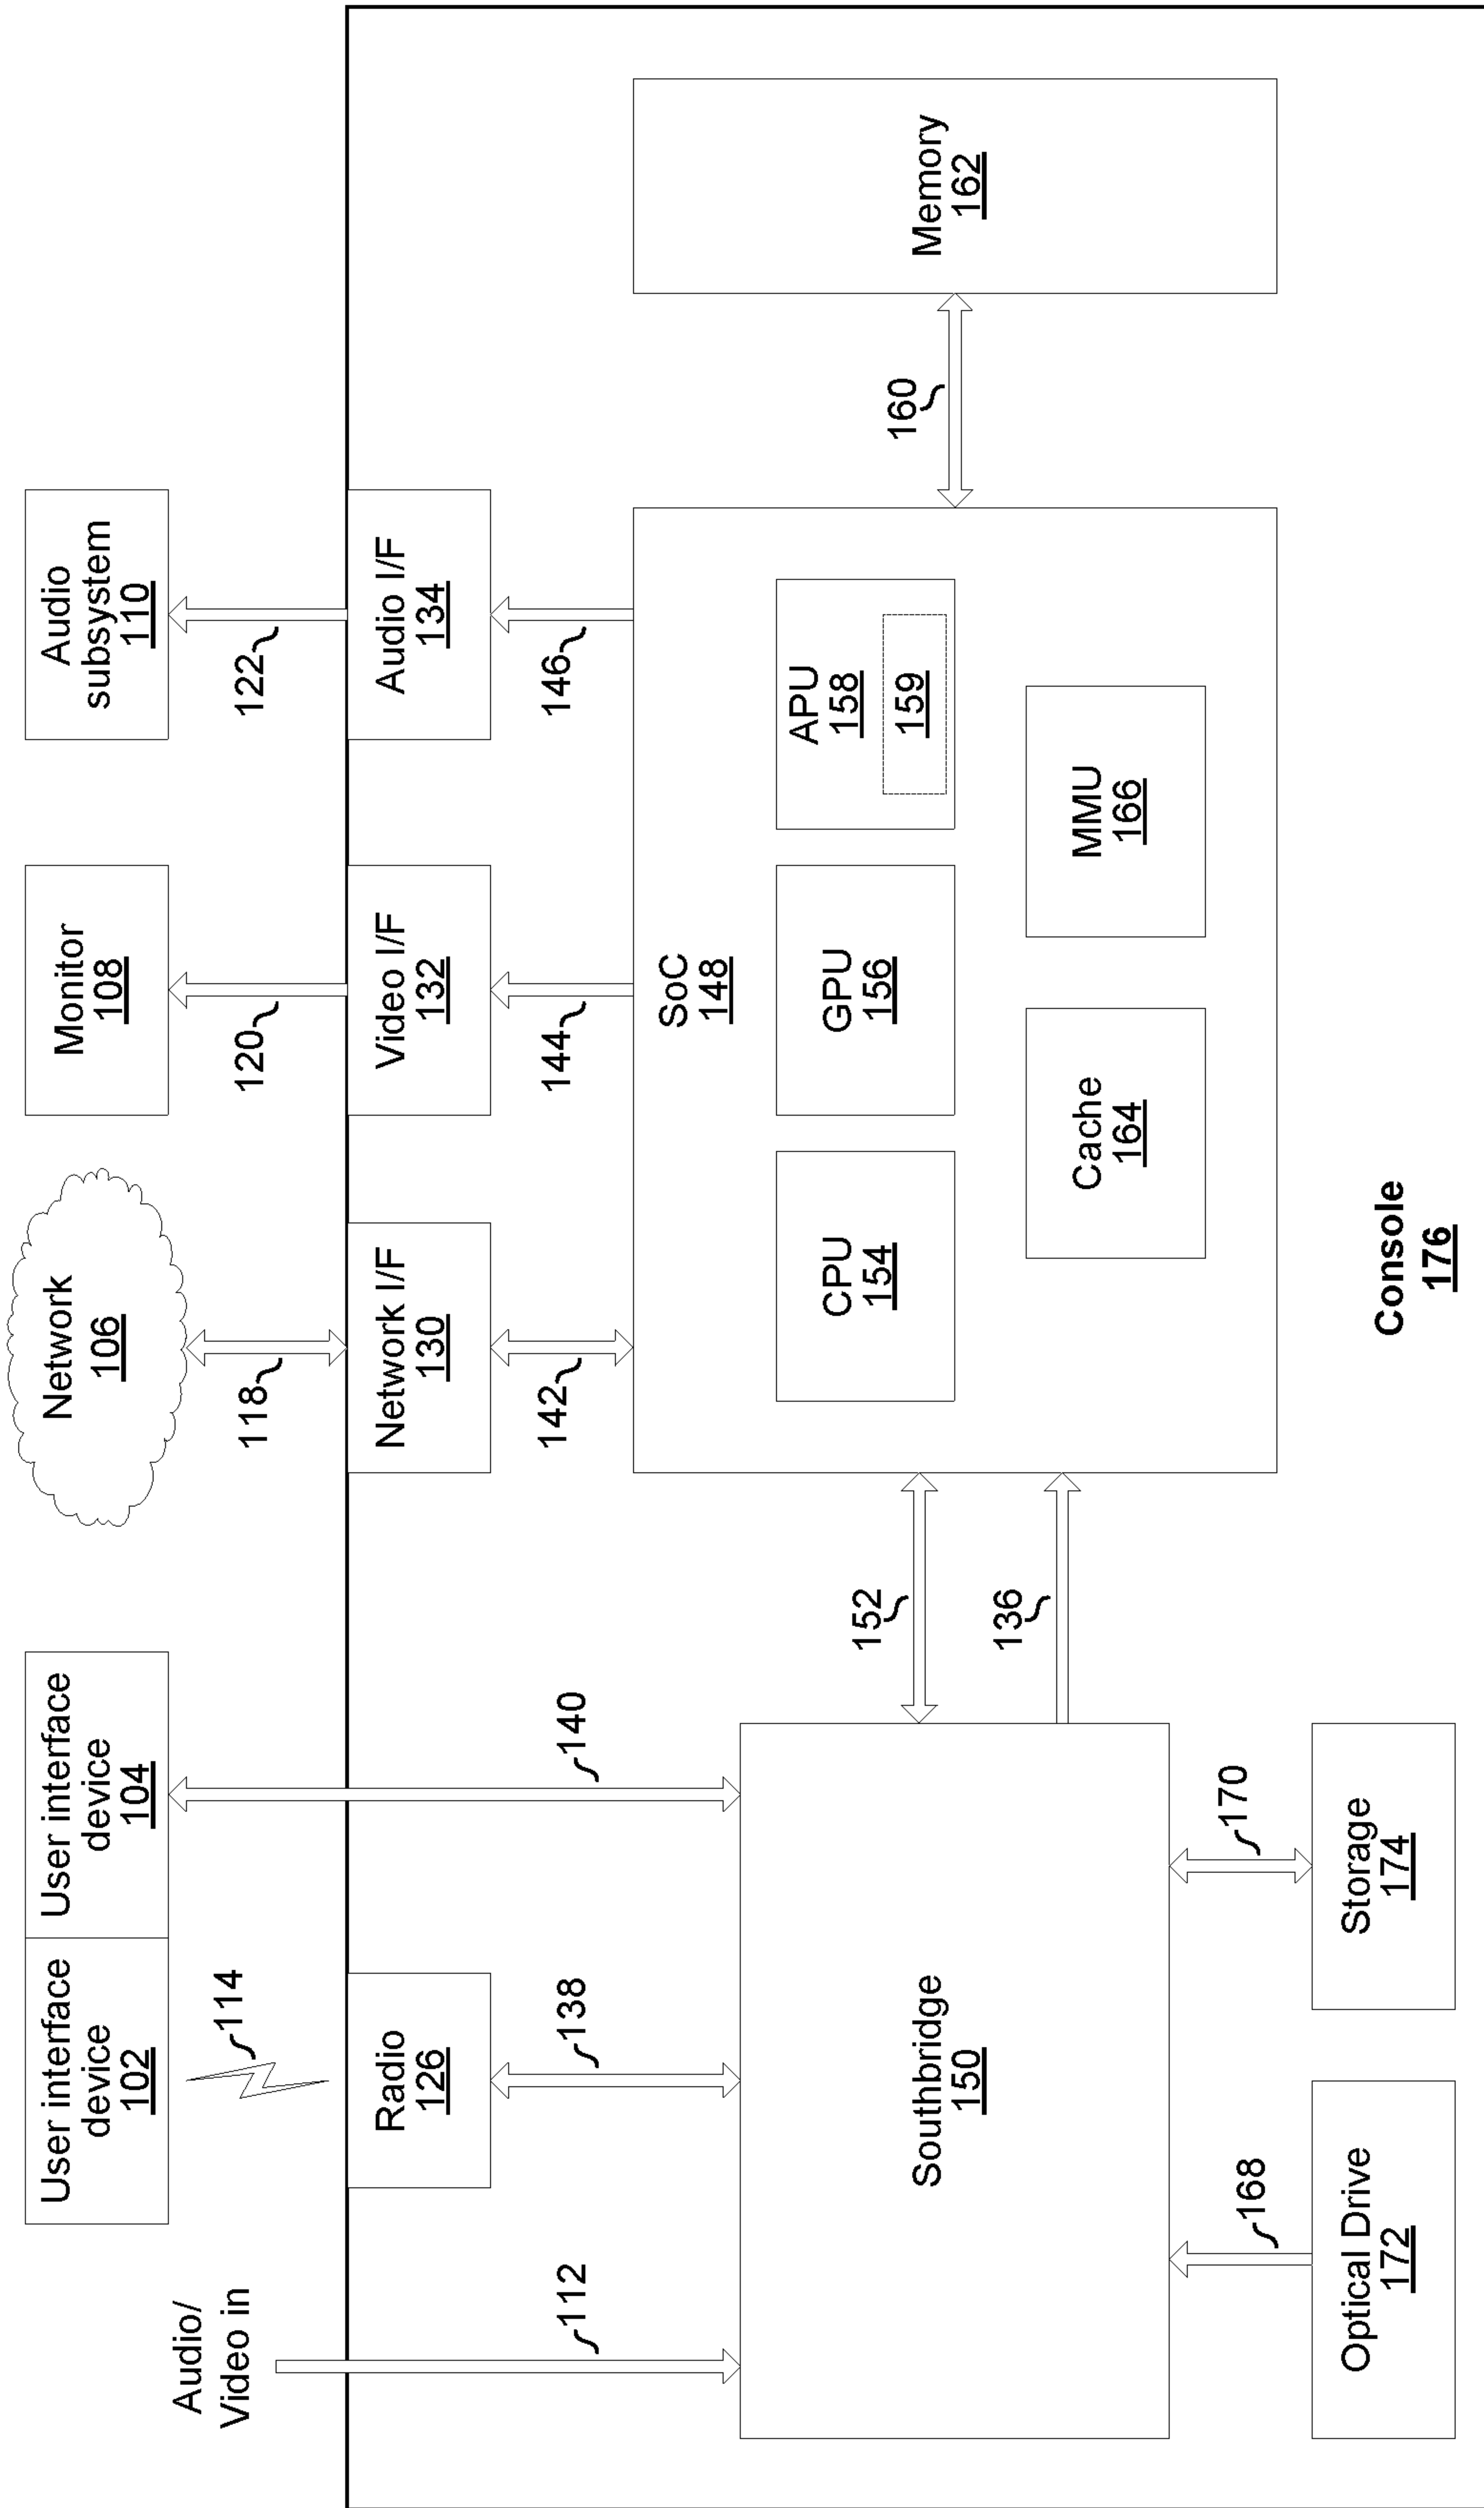 Audio/
Video in
User interface
device
102
User interface
device
104
Network
106
Monitor
108
Audio
subsystem
110
114
118
120
122
Radio
126
Network I/F
130
Video I/F
132
Audio I/F
134
112
138
140
142
144
146
SoC
148
CPU
154
GPU
156
APU
158
159
Cache
164
MMU
166
152
136
160
Memory
162
Southbridge
150
168
170
Optical Drive
172
Storage
174
Console
176